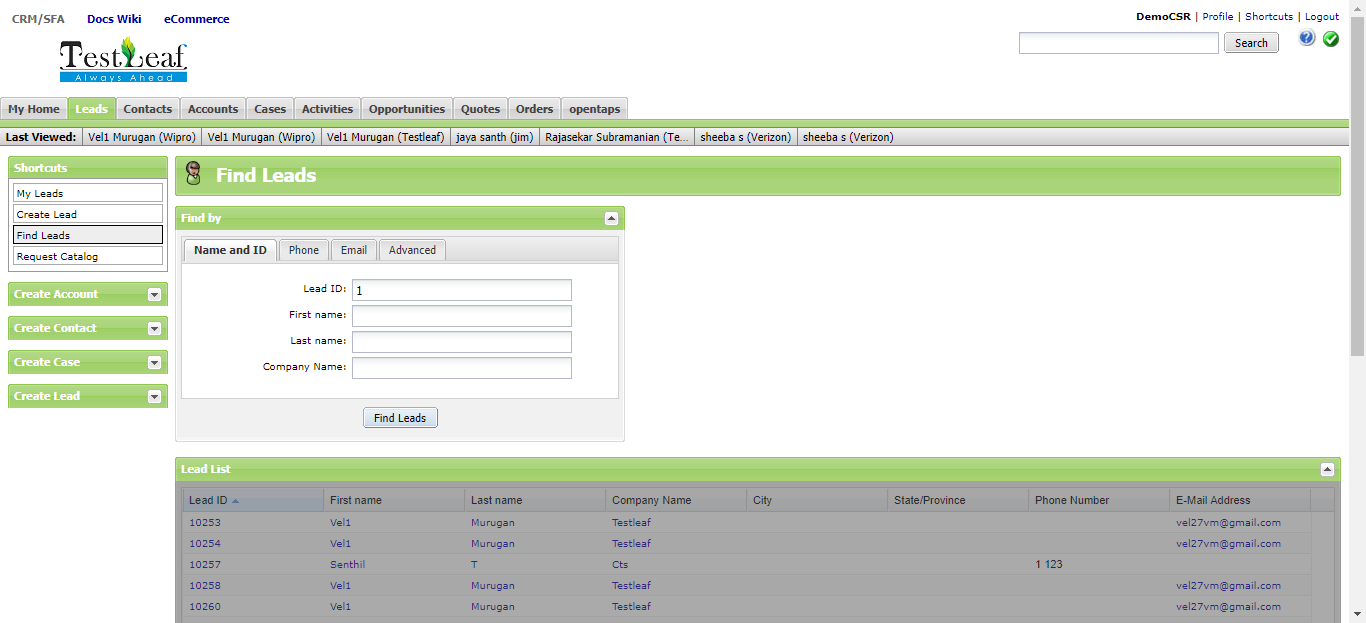 CRM/SFA Docs Wiki eCommerce
DemoCSR | Profile | Shortcuts | Logout
TestLeaf
Always Ahead
Search
My Home Leads Contacts Accounts Cases Activities Opportunities Quotes Orders opentaps
Last Viewed: Vel1 Murugan (Wipro) Vel1 Murugan (Wipro) Vel1 Murugan (Testleaf) jaya santh (jim) Rajasekar Subramanian (Te... sheeba s (Verizon) sheeba s (Verizon)
Shortcuts
My Leads
Create Lead
Find Leads
Request Catalog
Create Account
Create Contact
Create Case
Create Lead
Find Leads
Find by
Name and ID Phone Email Advanced
Lead ID: 1
First name:
Last name:
Company Name:
Find Leads
Lead List
Lead ID First name Last name Company Name City State/Province Phone Number E-Mail Address
10253 Vel1 Murugan Testleaf vel27vm@gmail.com
10254 Vel1 Murugan Testleaf vel27vm@gmail.com
10257 Senthil T Cts 1 123
10258 Vel1 Murugan Testleaf vel27vm@gmail.com
10260 Vel1 Murugan Testleaf vel27vm@gmail.com